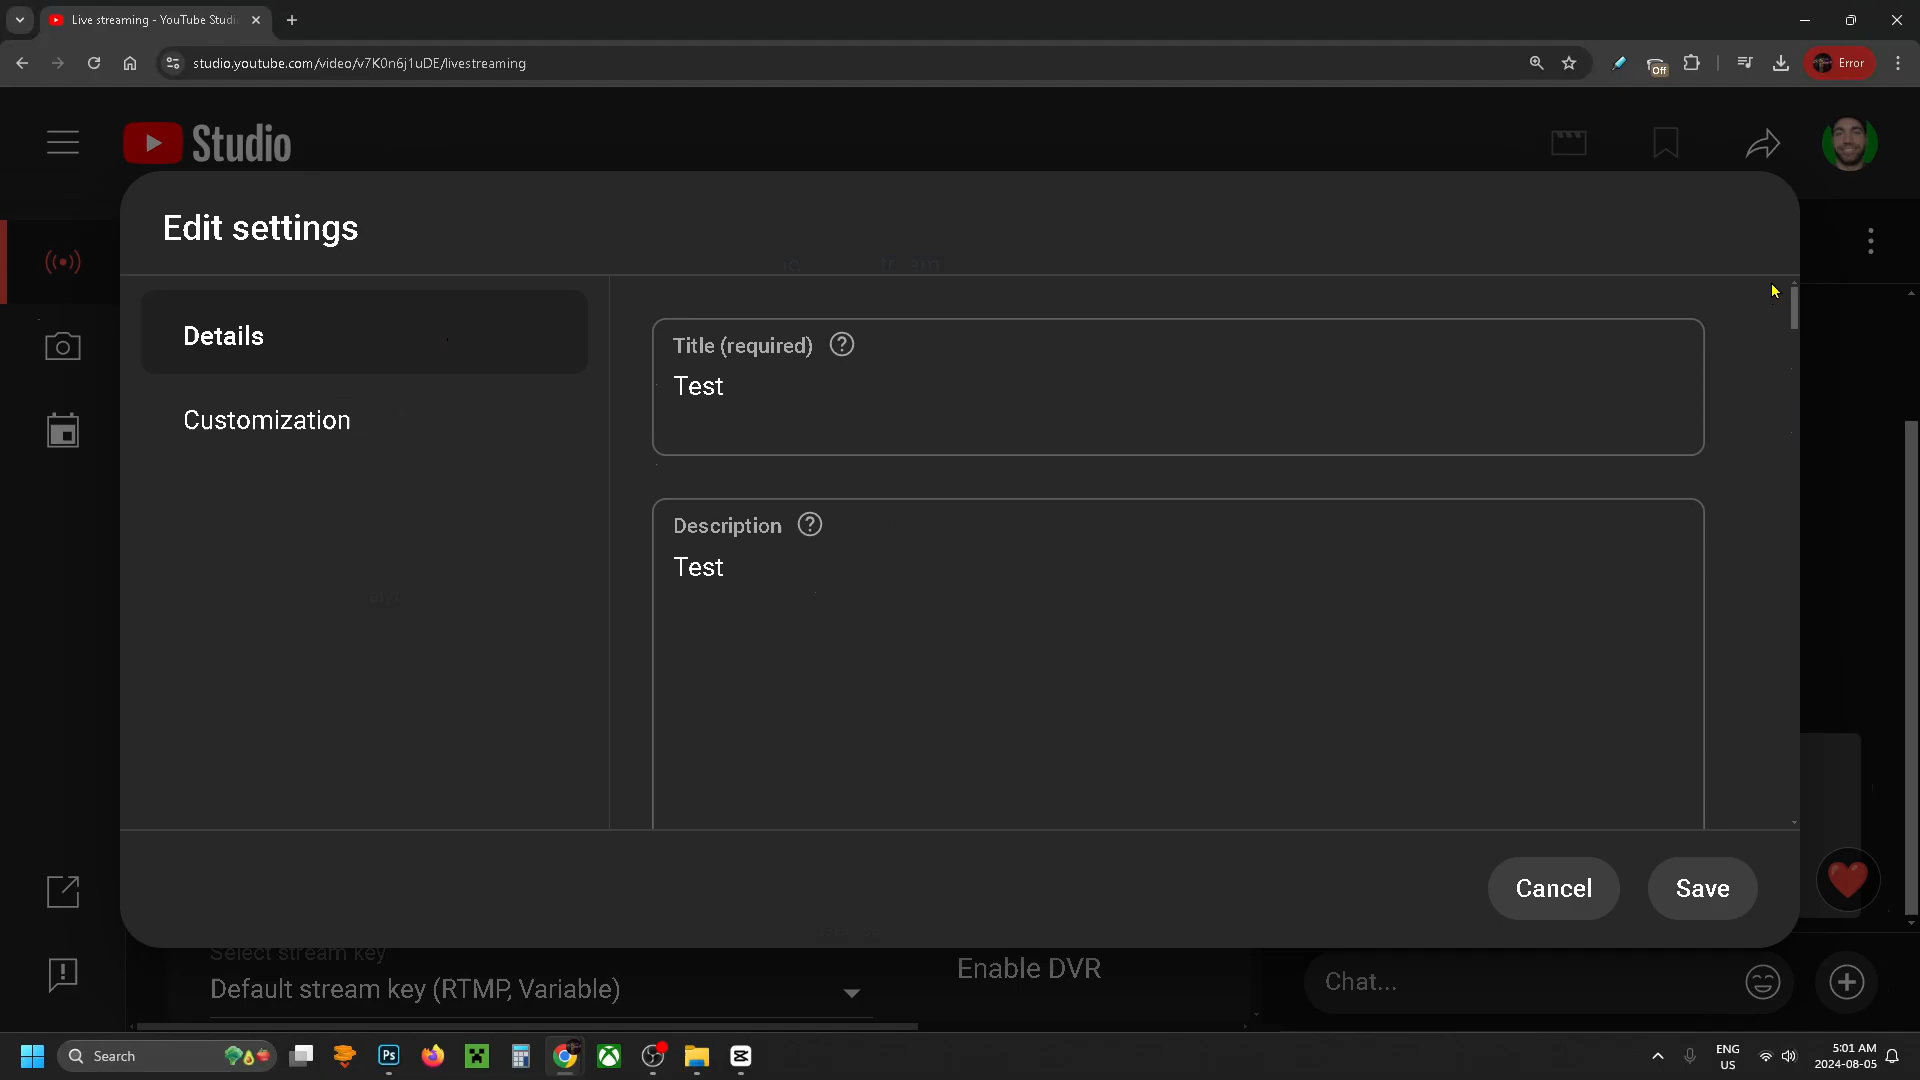 Live streaming - YouTube Studi
studio.youtube.com/video/v7K0n6j1uDE/livestreaming
Off
Error
Studio
Edit settings
Details
Customization
Title (required)
Test
Description
Test
Cancel
Save
Select stream key
Default stream key (RTMP, Variable)
Enable DVR
Chat...
Search
Ps
ENG
US
5:01 AM
2024-08-05